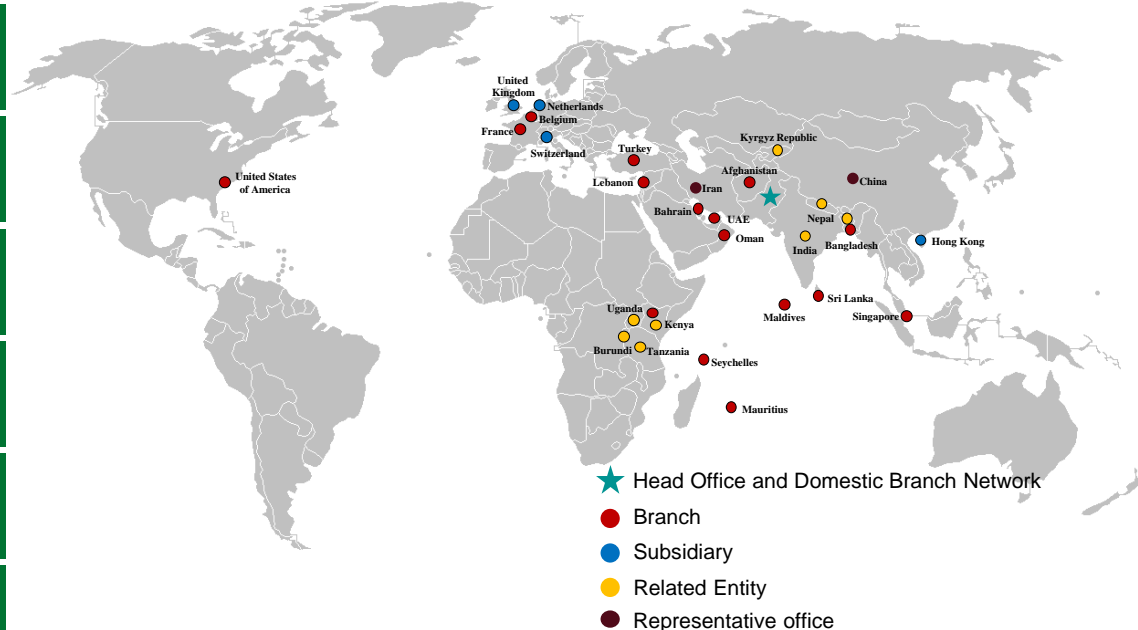 United
Kingdom
Netherlands
Belgium
France
Switzerland
Turkey
Kyrgyz Republic
Afghanistan
China
United States
of America
Lebanon
Iran
Bahrain
UAE
Nepal
Oman
India
Bangladesh
Hong Kong
Sri Lanka
Maldives
Singapore
Uganda
Kenya
Burundi
Tanzania
Seychelles
Mauritius
Head Office and Domestic Branch Network
Branch
Subsidiary
Related Entity
Representative office